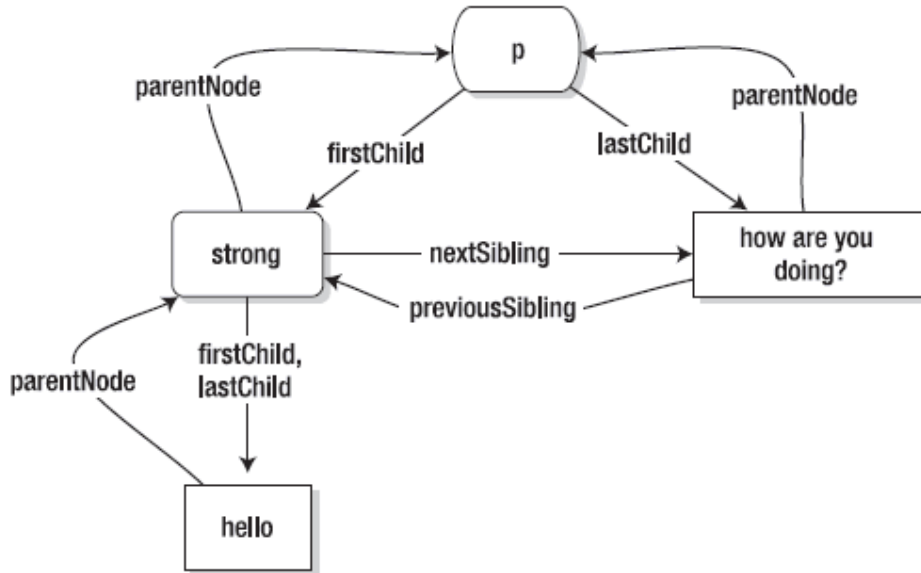 p
parentNode
parentNode
firstChild
lastChild
strong
nextSibling
how are you
doing?
previousSibling
firstChild,
lastChild
parentNode
hello